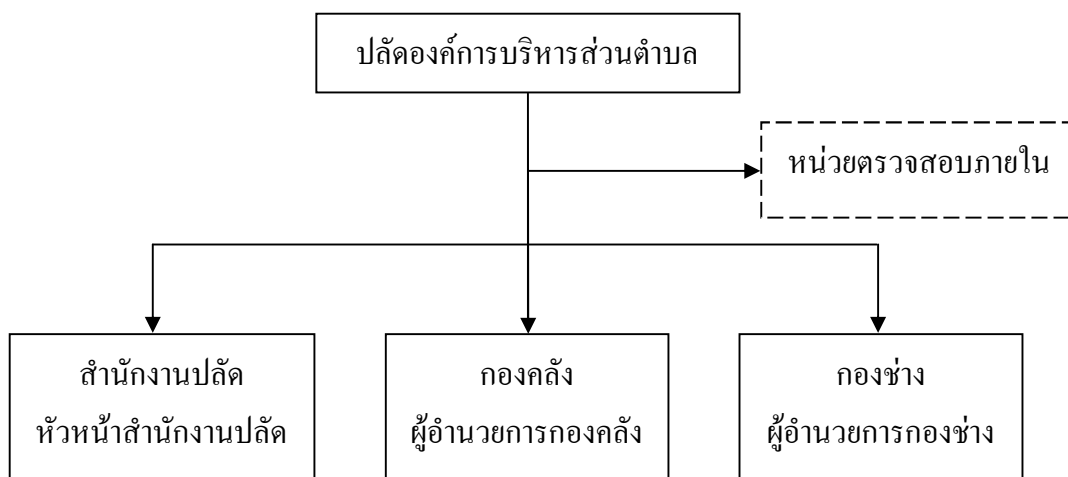 ปลัดองค์การบริหารส่วนตำบล
หน่วยตรวจสอบภายใน
สำนักงานปลัด
หัวหน้าสำนักงานปลัด
กองคลัง
ผู้อำนวยการกองคลัง
กองช่าง
ผู้อำนวยการกองช่าง